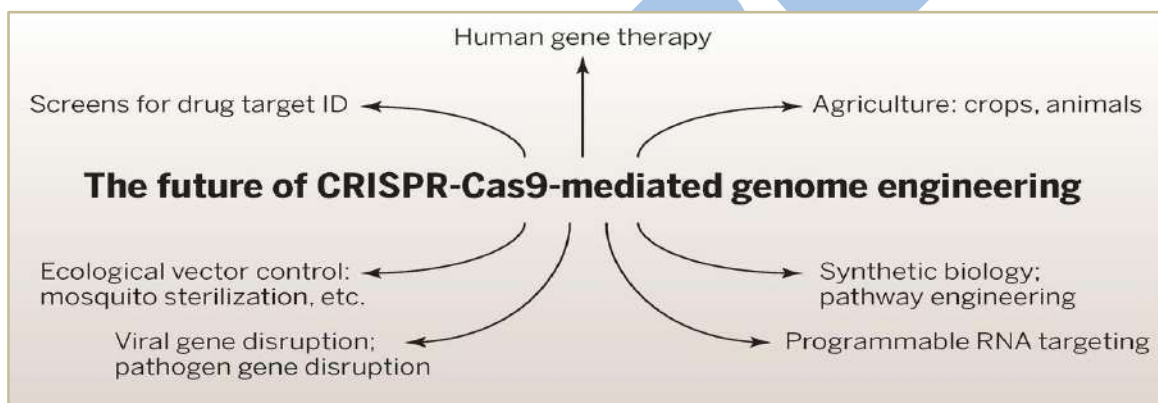 Human gene therapy
Screens for drug target ID
Agriculture: crops, animals
The future of CRISPR-Cas9-mediated genome engineering
Ecological vector control:
mosquito sterilization, etc.
Synthetic biology;
pathway engineering
Viral gene disruption;
pathogen gene disruption
Programmable RNA targeting